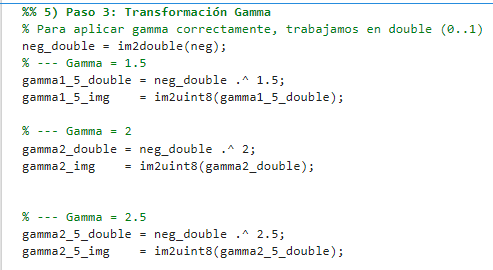 %% 5) Paso 3: Transformación Gamma
% Para aplicar gamma correctamente, trabajamos en double (0..1)
neg_double = im2double(neg);
% --- Gamma = 1.5
gamma1_5_double = neg_double .^ 1.5;
gamma1_5_img    = im2uint8(gamma1_5_double);
% --- Gamma = 2
gamma2_double = neg_double .^ 2;
gamma2_img    = im2uint8(gamma2_double);
% --- Gamma = 2.5
gamma2_5_double = neg_double .^ 2.5;
gamma2_5_img    = im2uint8(gamma2_5_double);